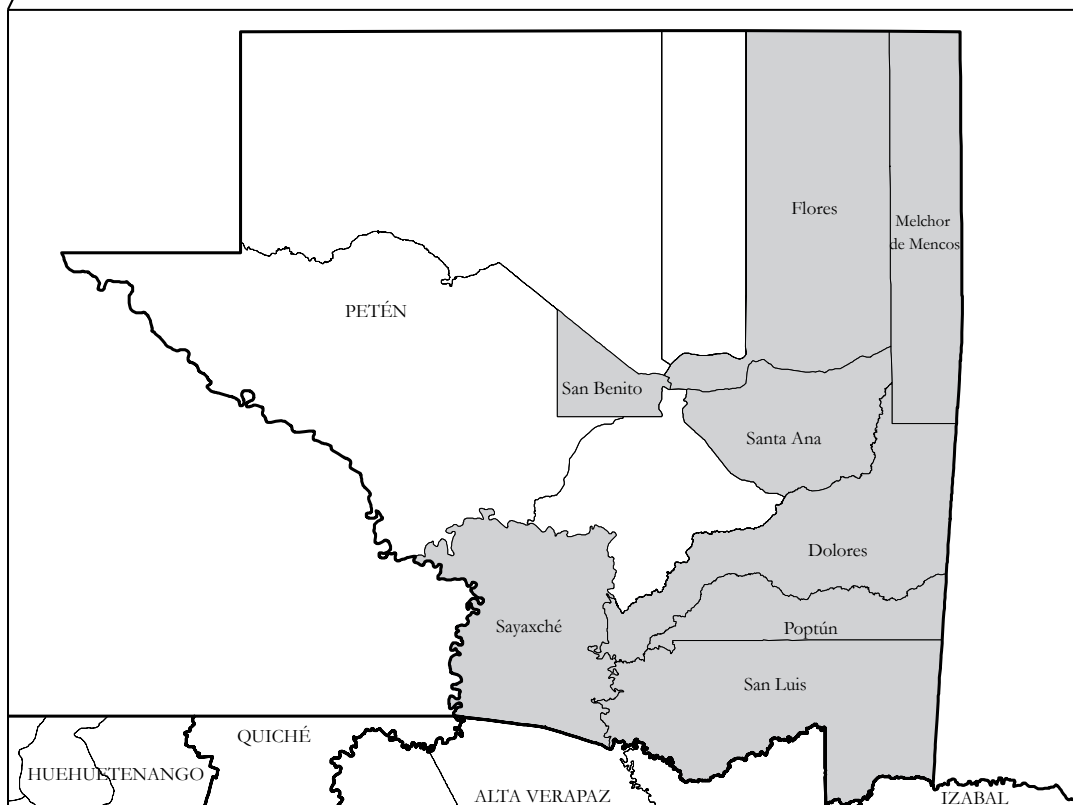 Flores
Melchor
de Mencos
PETÉN
San Benito
Santa Ana
Dolores
Sayaxché
Poptún
San Luis
QUICHÉ
HUEHUETENANGO
ALTA VERAPAZ
IZABAL